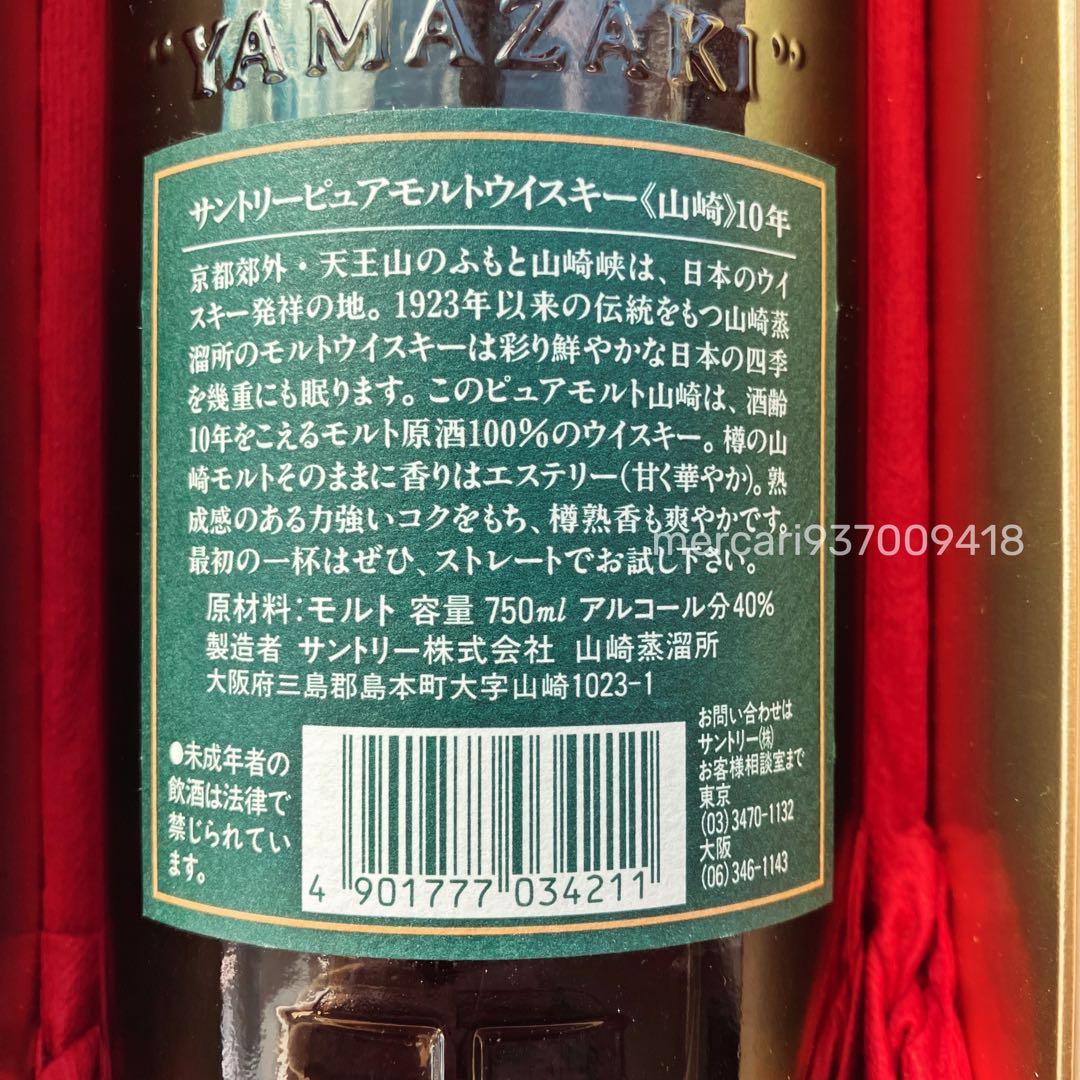 "YAMAZAKI"
サントリーピュアモルトウイスキー《山崎》10年
京都郊外・天王山のふもと山崎峡は、日本のウイ
スキー発祥の地。1923年以来の伝統をもつ山崎蒸
溜所のモルトウイスキーは彩り鮮やかな日本の四季
を幾重にも眠ります。このピュアモルト山崎は、酒齢
10年をこえるモルト原酒100%のウイスキー。樽の山
崎モルトそのままに香りはエステリー(甘く華やか)。熟
成感のある力強いコクをもち、樽熟香も爽やかです。
最初の一杯はぜひ、ストレートでお試し下さい。
原材料:モルト 容量 750ml アルコール分40%
製造者 サントリー株式会社 山崎蒸溜所
大阪府三島郡島本町大字山崎1023-1
●未成年者の
飲酒は法律で
禁じられてい
ます。
4 901777 034211
お問い合わせは
サントリー㈱
お客様相談室まで
東京
(03)3470-1132
大阪
(06)346-1143
mercari937009418